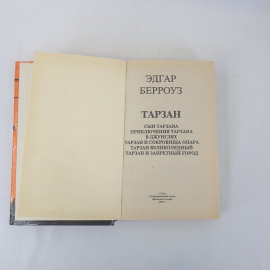 ЭДГАР
БЕРРОУЗ
ТАРЗАН
СЫН ТАРЗАНА
ПРИКЛЮЧЕНИЯ ТАРЗАНА
В ДЖУНГЛЯХ
ТАРЗАН И СОКРОВИЩА ОПАРА
ТАРЗАН ВЕЛИКОЛЕПНЫЙ
ТАРЗАН И ЗАПРЕТНЫЙ ГОРОД